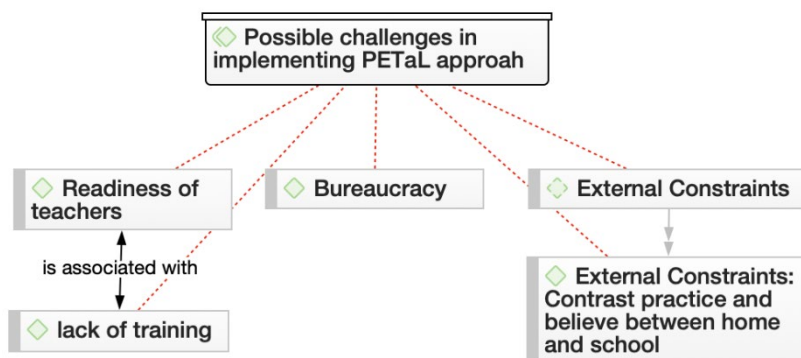 Possible challenges in
implementing PETaL approah
Readiness of
teachers
Bureaucracy
External Constraints
is associated with
lack of training
External Constraints:
Contrast practice and
believe between home
and school